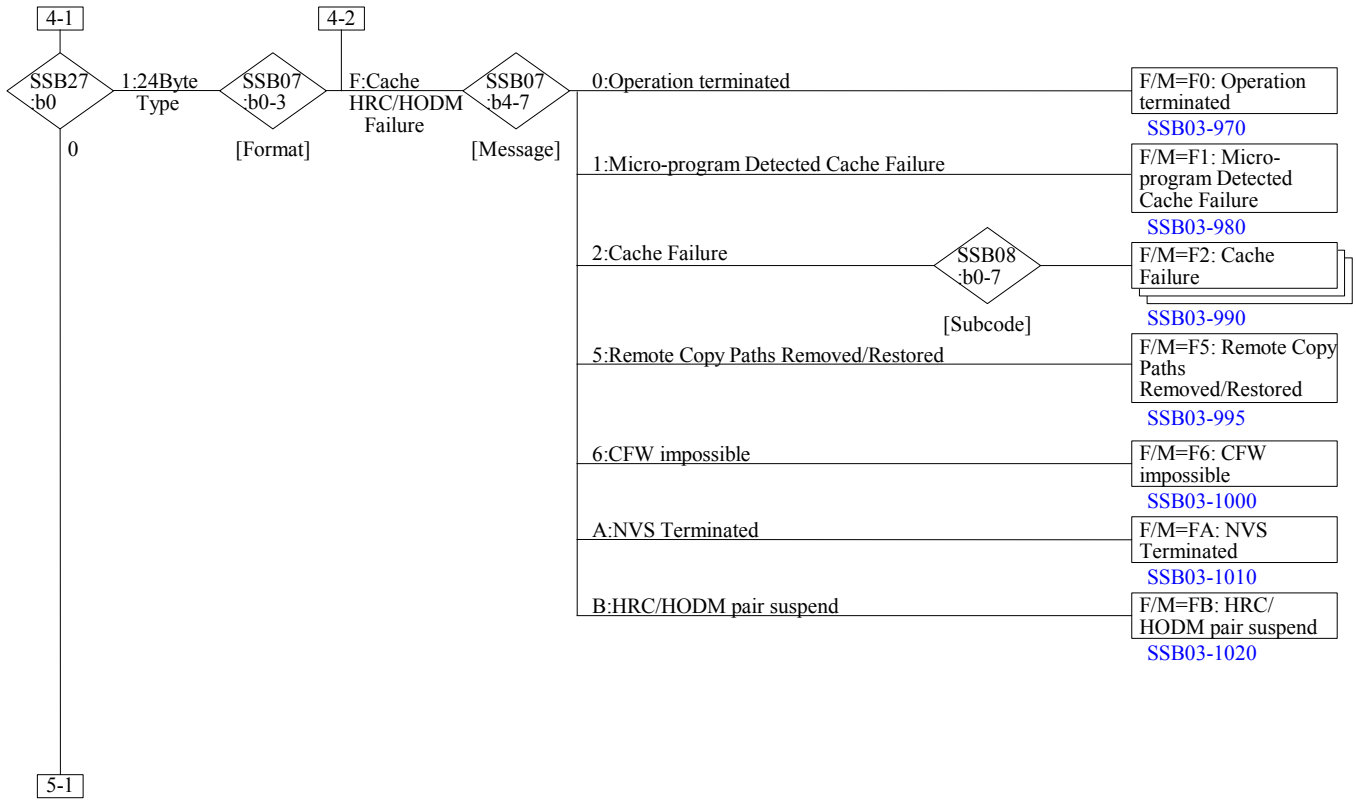 4-1
4-2
SSB27
:b0
1:24Byte
Type
0
SSB07
:b0-3
[Format]
F:Cache
HRC/HODM
Failure
SSB07
:b4-7
[Message]
0:Operation terminated
F/M=F0: Operation
terminated
SSB03-970
1:Micro-program Detected Cache Failure
F/M=F1: Micro-
program Detected
Cache Failure
SSB03-980
2:Cache Failure
SSB08
:b0-7
[Subcode]
F/M=F2: Cache
Failure
SSB03-990
5:Remote Copy Paths Removed/Restored
F/M=F5: Remote Copy
Paths
Removed/Restored
SSB03-995
6:CFW impossible
F/M=F6: CFW
impossible
SSB03-1000
A:NVS Terminated
F/M=FA: NVS
Terminated
SSB03-1010
B:HRC/HODM pair suspend
F/M=FB: HRC/
HODM pair suspend
SSB03-1020
5-1